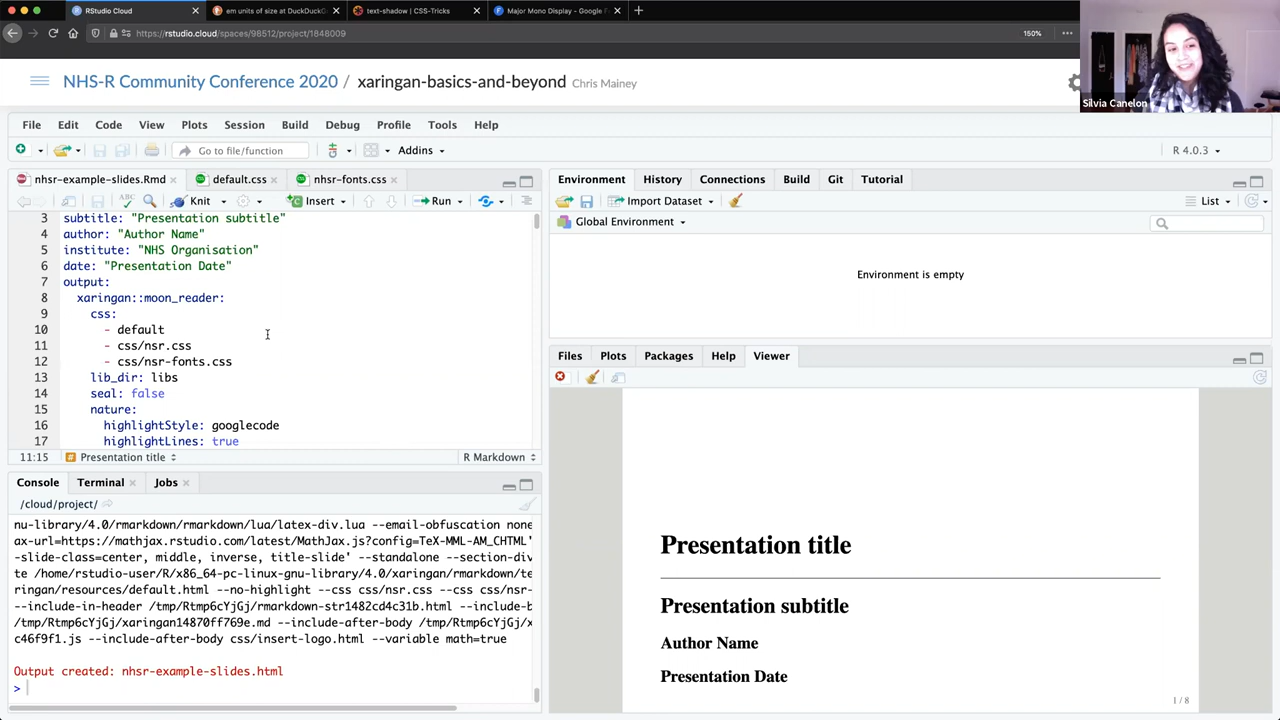 RStudio Cloud
em units of size at DuckDuckG
text-shadow | CSS-Tricks
Major Mono Display - Google F
https://rstudio.cloud/spaces/98512/project/1848009
150%
NHS-R Community Conference 2020 / xaringan-basics-and-beyond Chris Mainey
Sílvia Canelón
File Edit Code View Plots Session Build Debug Profile Tools Help
Go to file/function
Addins
R 4.0.3
nhsr-example-slides.Rmd
default.css
nhsr-fonts.css
Knit
Insert
Run
3 subtitle: "Presentation subtitle"
4 author: "Author Name"
5 institute: "NHS Organisation"
6 date: "Presentation Date"
7 output:
8 xaringan::moon_reader:
9 css:
10 - default
11 - css/nsr.css
12 - css/nsr-fonts.css
13 lib_dir: libs
14 seal: false
15 nature:
16 highlightStyle: googlecode
17 highlightLines: true
11:15 # Presentation title
R Markdown
Console Terminal Jobs
/cloud/project/
nu-library/4.0/rmarkdown/rmarkdown/lua/latex-div.lua --email-obfuscation none
ax-url=https://mathjax.rstudio.com/latest/MathJax.js?config=TeX-MML-AM_CHTML'
-slide-class=center, middle, inverse, title-slide' --standalone --section-div
te /home/rstudio-user/R/x86_64-pc-linux-gnu-library/4.0/xaringan/rmarkdown/te
ringan/resources/default.html --no-highlight --css css/nsr.css --css css/nsr-
--include-in-header /tmp/Rtmp6cYjGj/rmarkdown-str1482cd4c31b.html --include-b
/tmp/Rtmp6cYjGj/xaringan14870ff769e.md --include-after-body /tmp/Rtmp6cYjGj/x
c46f9f1.js --include-after-body css/insert-logo.html --variable math=true
Output created: nhsr-example-slides.html
>
Environment History Connections Build Git Tutorial
Import Dataset
List
Global Environment
Environment is empty
Files Plots Packages Help Viewer
Presentation title
Presentation subtitle
Author Name
Presentation Date
1 / 8